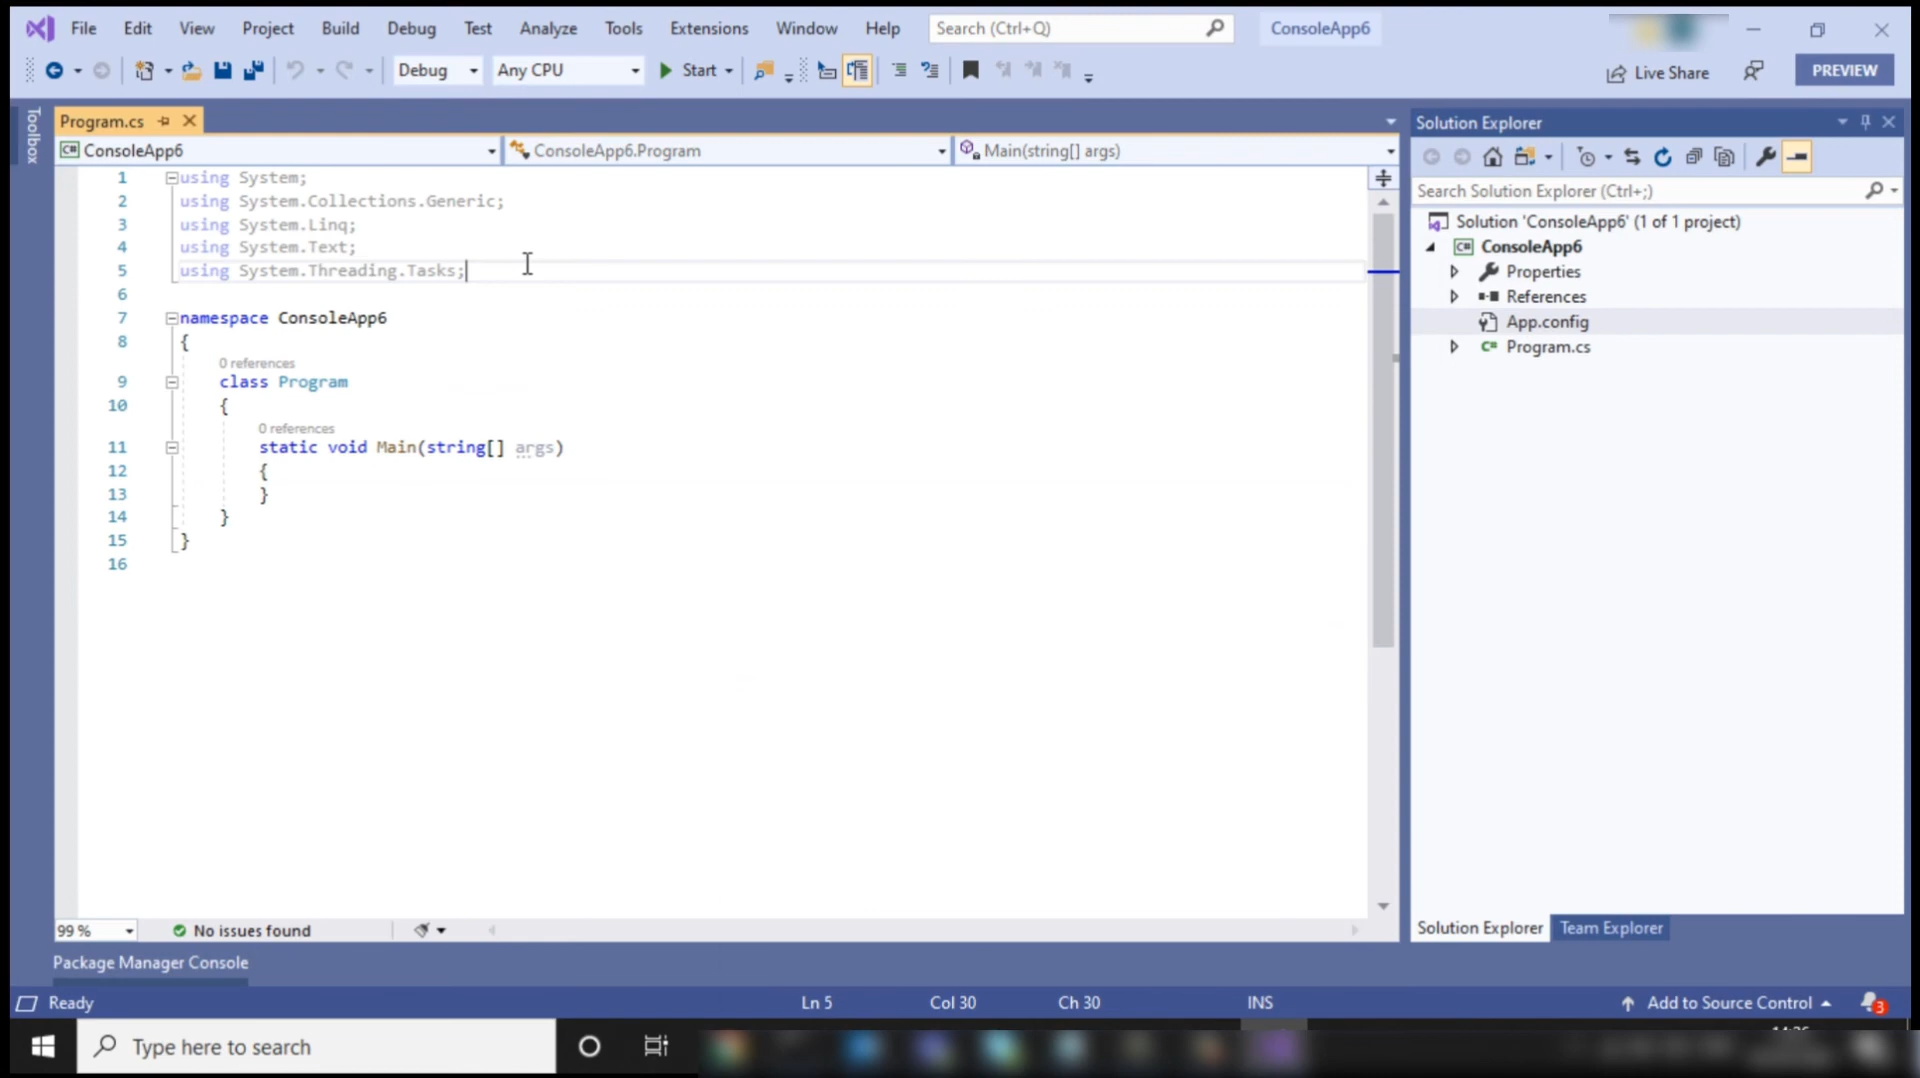 File Edit View Project Build Debug Test Analyze Tools Extensions Window Help Search (Ctrl+Q) ConsoleApp6
Debug Any CPU Start Live Share PREVIEW
Toolbox
Program.cs
ConsoleApp6 ConsoleApp6.Program Main(string[] args)
1 using System;
2 using System.Collections.Generic;
3 using System.Linq;
4 using System.Text;
5 using System.Threading.Tasks;
6
7 namespace ConsoleApp6
8 {
0 references
9 class Program
10 {
0 references
11 static void Main(string[] args)
12 {
13 }
14 }
15 }
16
99 % No issues found
Solution Explorer
Search Solution Explorer (Ctrl+;)
Solution 'ConsoleApp6' (1 of 1 project)
C# ConsoleApp6
Properties
References
App.config
C# Program.cs
Solution Explorer Team Explorer
Package Manager Console
Ready Ln 5 Col 30 Ch 30 INS Add to Source Control 3
Type here to search